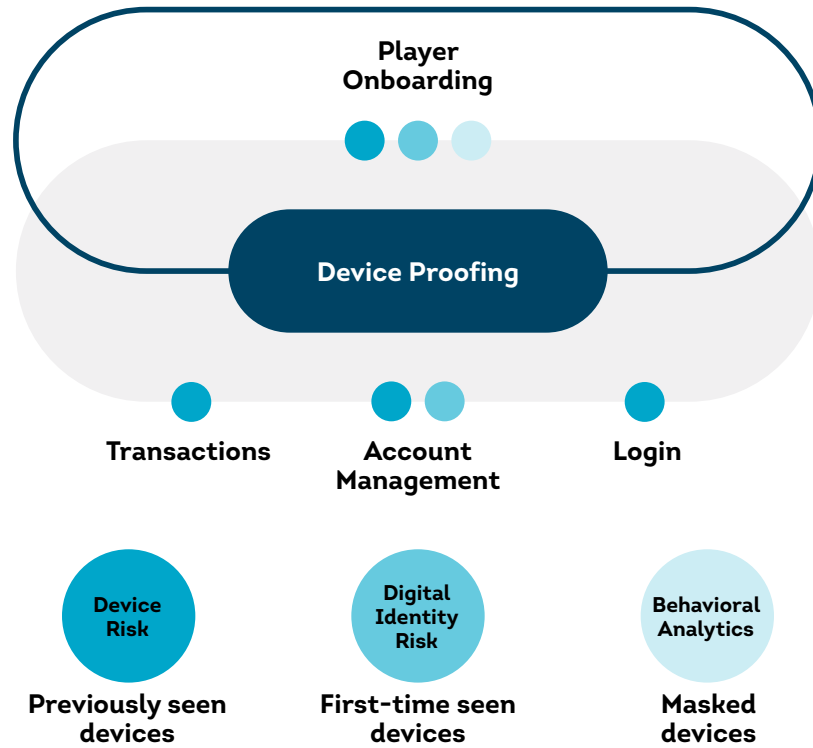 Player
Onboarding
Device Proofing
Transactions
Account
Management
Login
Device
Risk
Digital
Identity
Risk
Behavioral
Analytics
Previously seen
devices
First-time seen
devices
Masked
devices